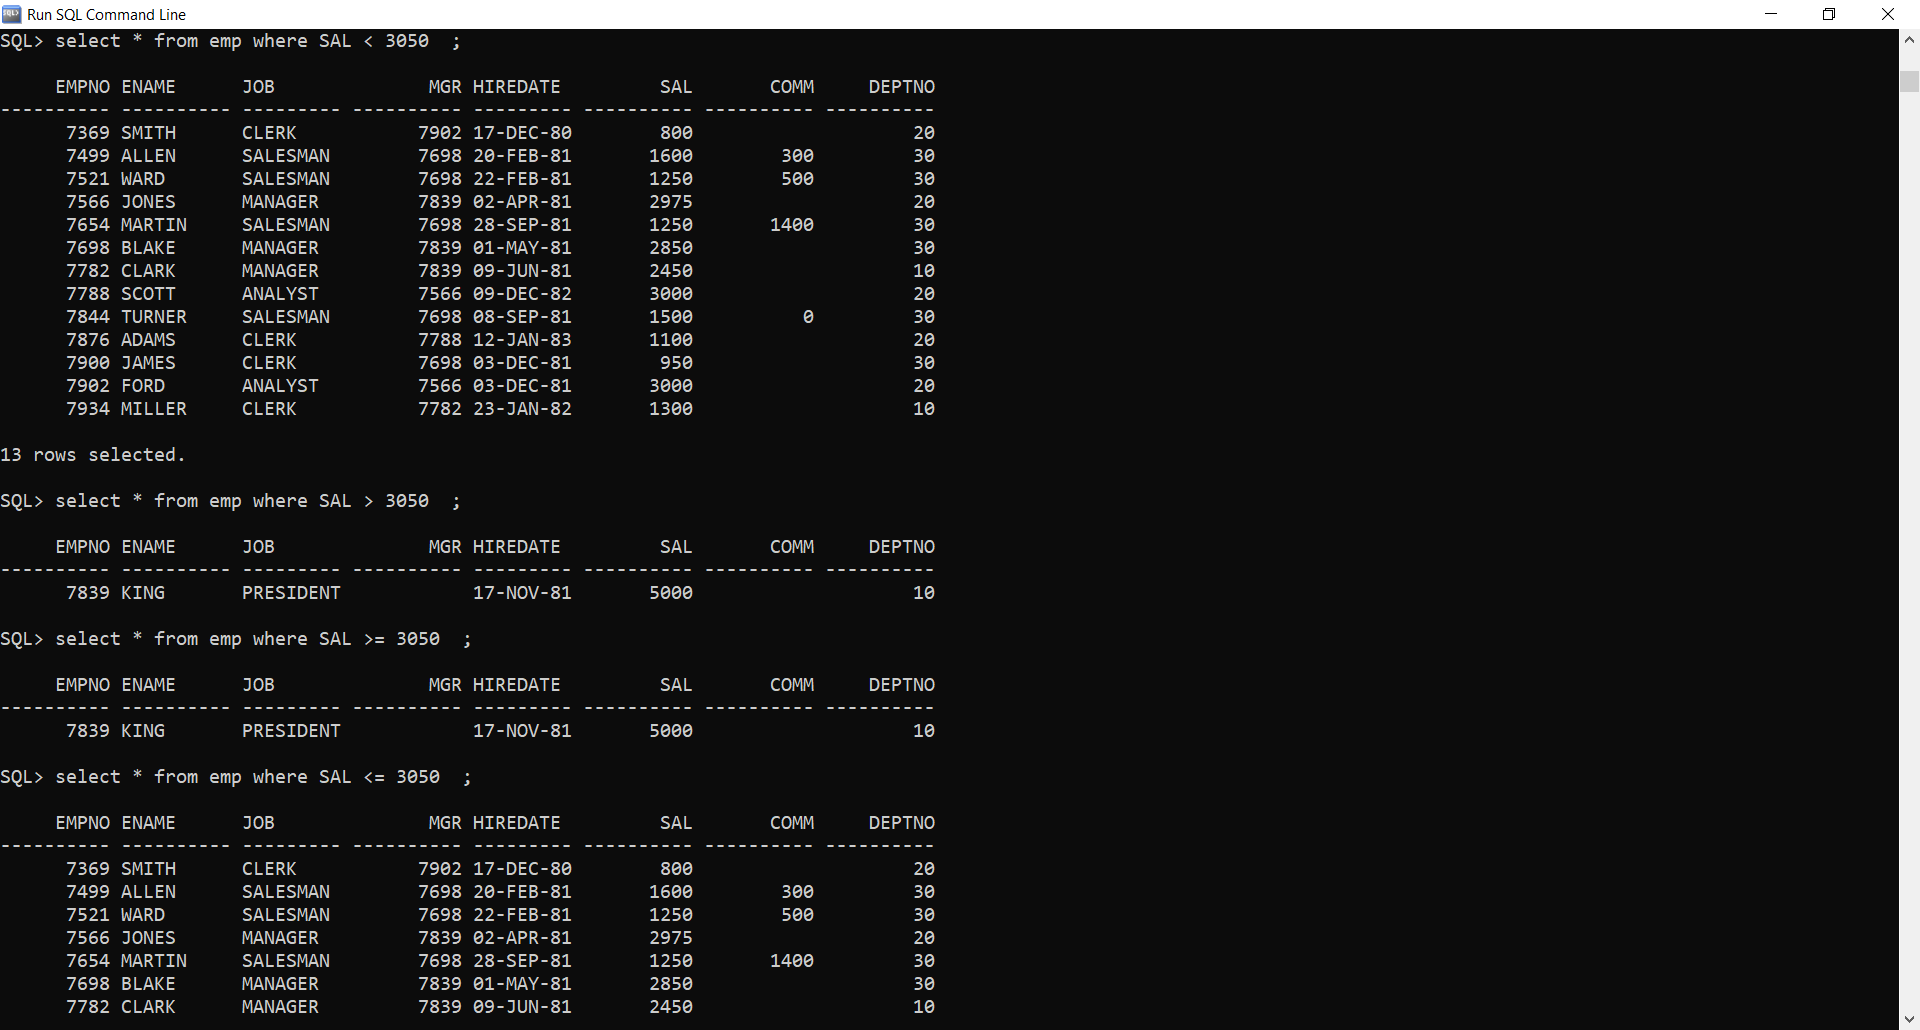 Run SQL Command Line
SQL> select * from emp where SAL < 3050  ;
     EMPNO ENAME      JOB              MGR HIREDATE         SAL       COMM     DEPTNO
---------- ---------- --------- ---------- --------- ---------- ---------- ----------
      7369 SMITH      CLERK           7902 17-DEC-80        800                    20
      7499 ALLEN      SALESMAN        7698 20-FEB-81       1600        300         30
      7521 WARD       SALESMAN        7698 22-FEB-81       1250        500         30
      7566 JONES      MANAGER         7839 02-APR-81       2975                    20
      7654 MARTIN     SALESMAN        7698 28-SEP-81       1250       1400         30
      7698 BLAKE      MANAGER         7839 01-MAY-81       2850                    30
      7782 CLARK      MANAGER         7839 09-JUN-81       2450                    10
      7788 SCOTT      ANALYST         7566 09-DEC-82       3000                    20
      7844 TURNER     SALESMAN        7698 08-SEP-81       1500          0         30
      7876 ADAMS      CLERK           7788 12-JAN-83       1100                    20
      7900 JAMES      CLERK           7698 03-DEC-81        950                    30
      7902 FORD       ANALYST         7566 03-DEC-81       3000                    20
      7934 MILLER     CLERK           7782 23-JAN-82       1300                    10
13 rows selected.
SQL> select * from emp where SAL > 3050  ;
     EMPNO ENAME      JOB              MGR HIREDATE         SAL       COMM     DEPTNO
---------- ---------- --------- ---------- --------- ---------- ---------- ----------
      7839 KING       PRESIDENT            17-NOV-81       5000                    10
SQL> select * from emp where SAL >= 3050  ;
     EMPNO ENAME      JOB              MGR HIREDATE         SAL       COMM     DEPTNO
---------- ---------- --------- ---------- --------- ---------- ---------- ----------
      7839 KING       PRESIDENT            17-NOV-81       5000                    10
SQL> select * from emp where SAL <= 3050  ;
     EMPNO ENAME      JOB              MGR HIREDATE         SAL       COMM     DEPTNO
---------- ---------- --------- ---------- --------- ---------- ---------- ----------
      7369 SMITH      CLERK           7902 17-DEC-80        800                    20
      7499 ALLEN      SALESMAN        7698 20-FEB-81       1600        300         30
      7521 WARD       SALESMAN        7698 22-FEB-81       1250        500         30
      7566 JONES      MANAGER         7839 02-APR-81       2975                    20
      7654 MARTIN     SALESMAN        7698 28-SEP-81       1250       1400         30
      7698 BLAKE      MANAGER         7839 01-MAY-81       2850                    30
      7782 CLARK      MANAGER         7839 09-JUN-81       2450                    10